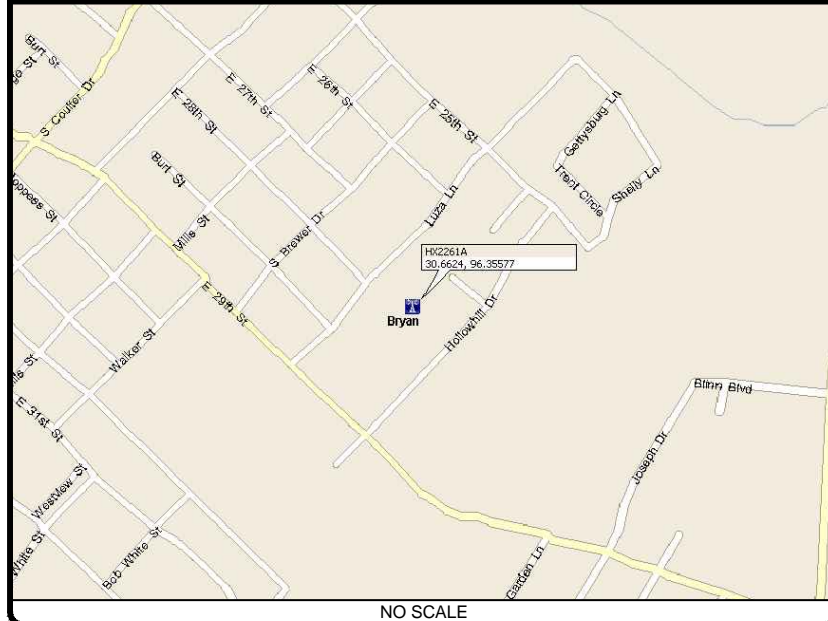 Burt St
S Coulter Dr
E 27th St
E 26th St
E 28th St
E 25th St
Gettysburg Ln
Trent Circle
Shelly Ln
Burt St
Luza Ln
Mills St
S Brewer Dr
HX2261A
30.6624, 96.35577
Bryan
E 29th St
Hollowhill Dr
Walker St
Blinn Blvd
E 31st St
Joseph Dr
Westview St
White St
Bob White St
Garden Ln
NO SCALE